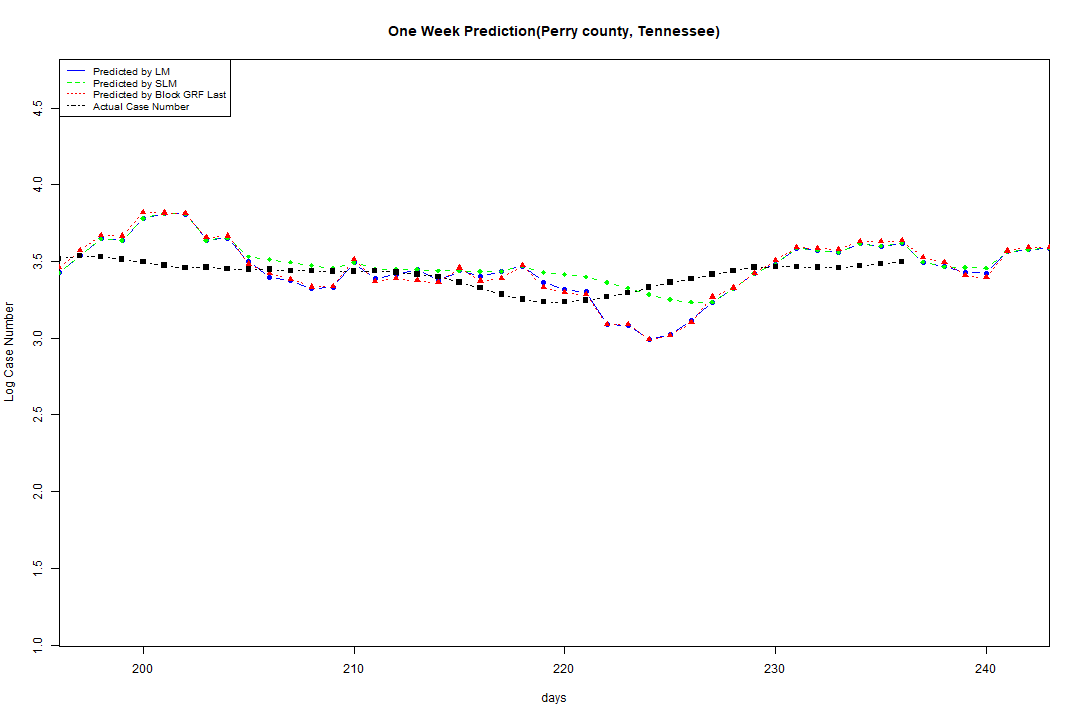 One Week Prediction(Perry county, Tennessee)
Predicted by LM
Predicted by SLM
Predicted by Block GRF Last
Actual Case Number
4.5
4.0
3.5
3.0
2.5
2.0
1.5
1.0
Log Case Number
200 210 220 230 240
days